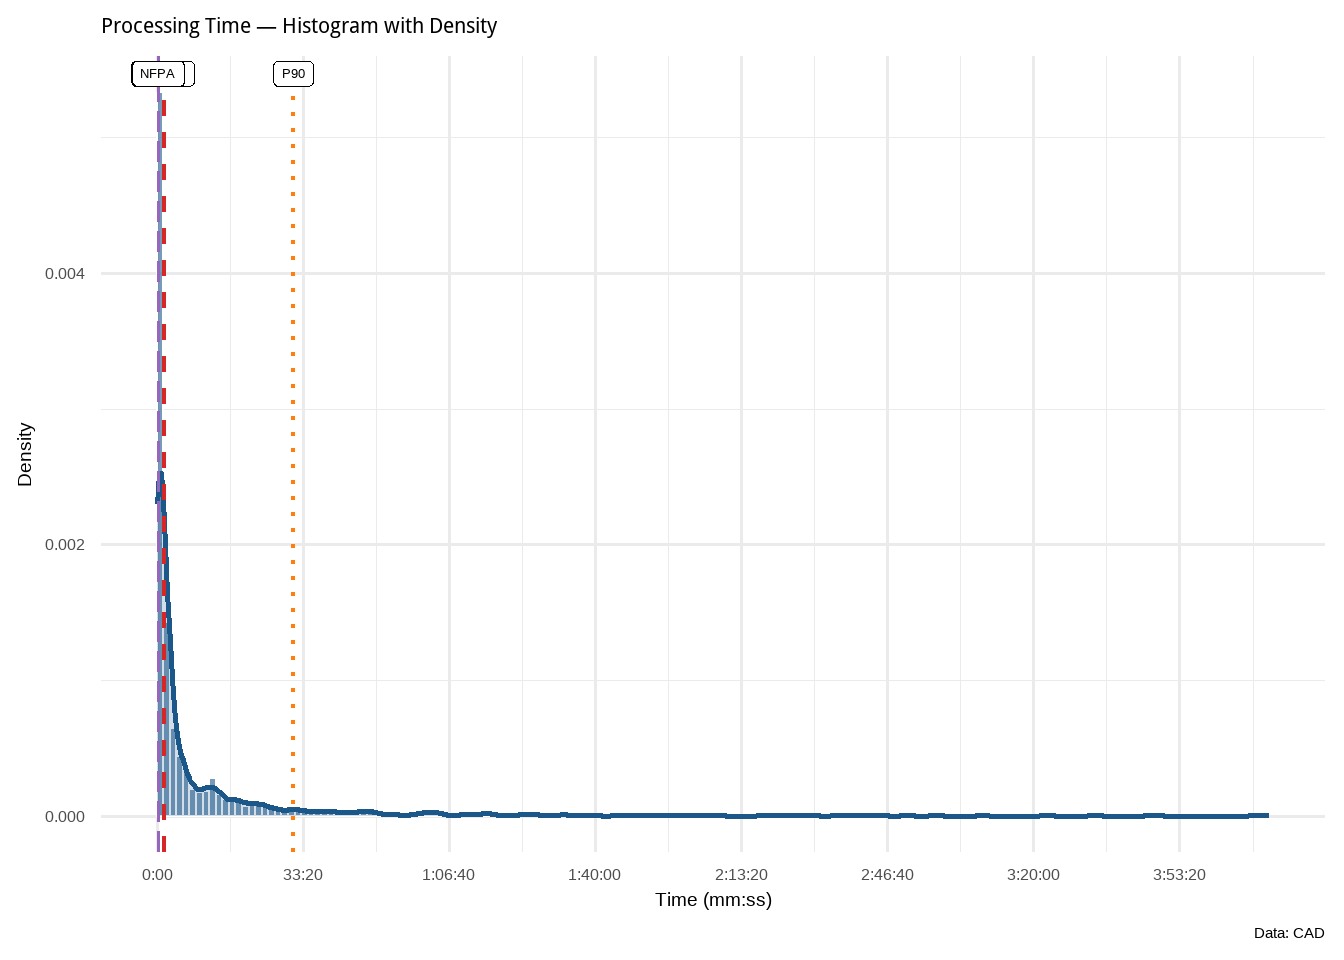 Processing Time — Histogram with Density
NFPA
P90
Density
0.004
0.002
0.000
0:00
33:20
1:06:40
1:40:00
2:13:20
2:46:40
3:20:00
3:53:20
Time (mm:ss)
Data: CAD